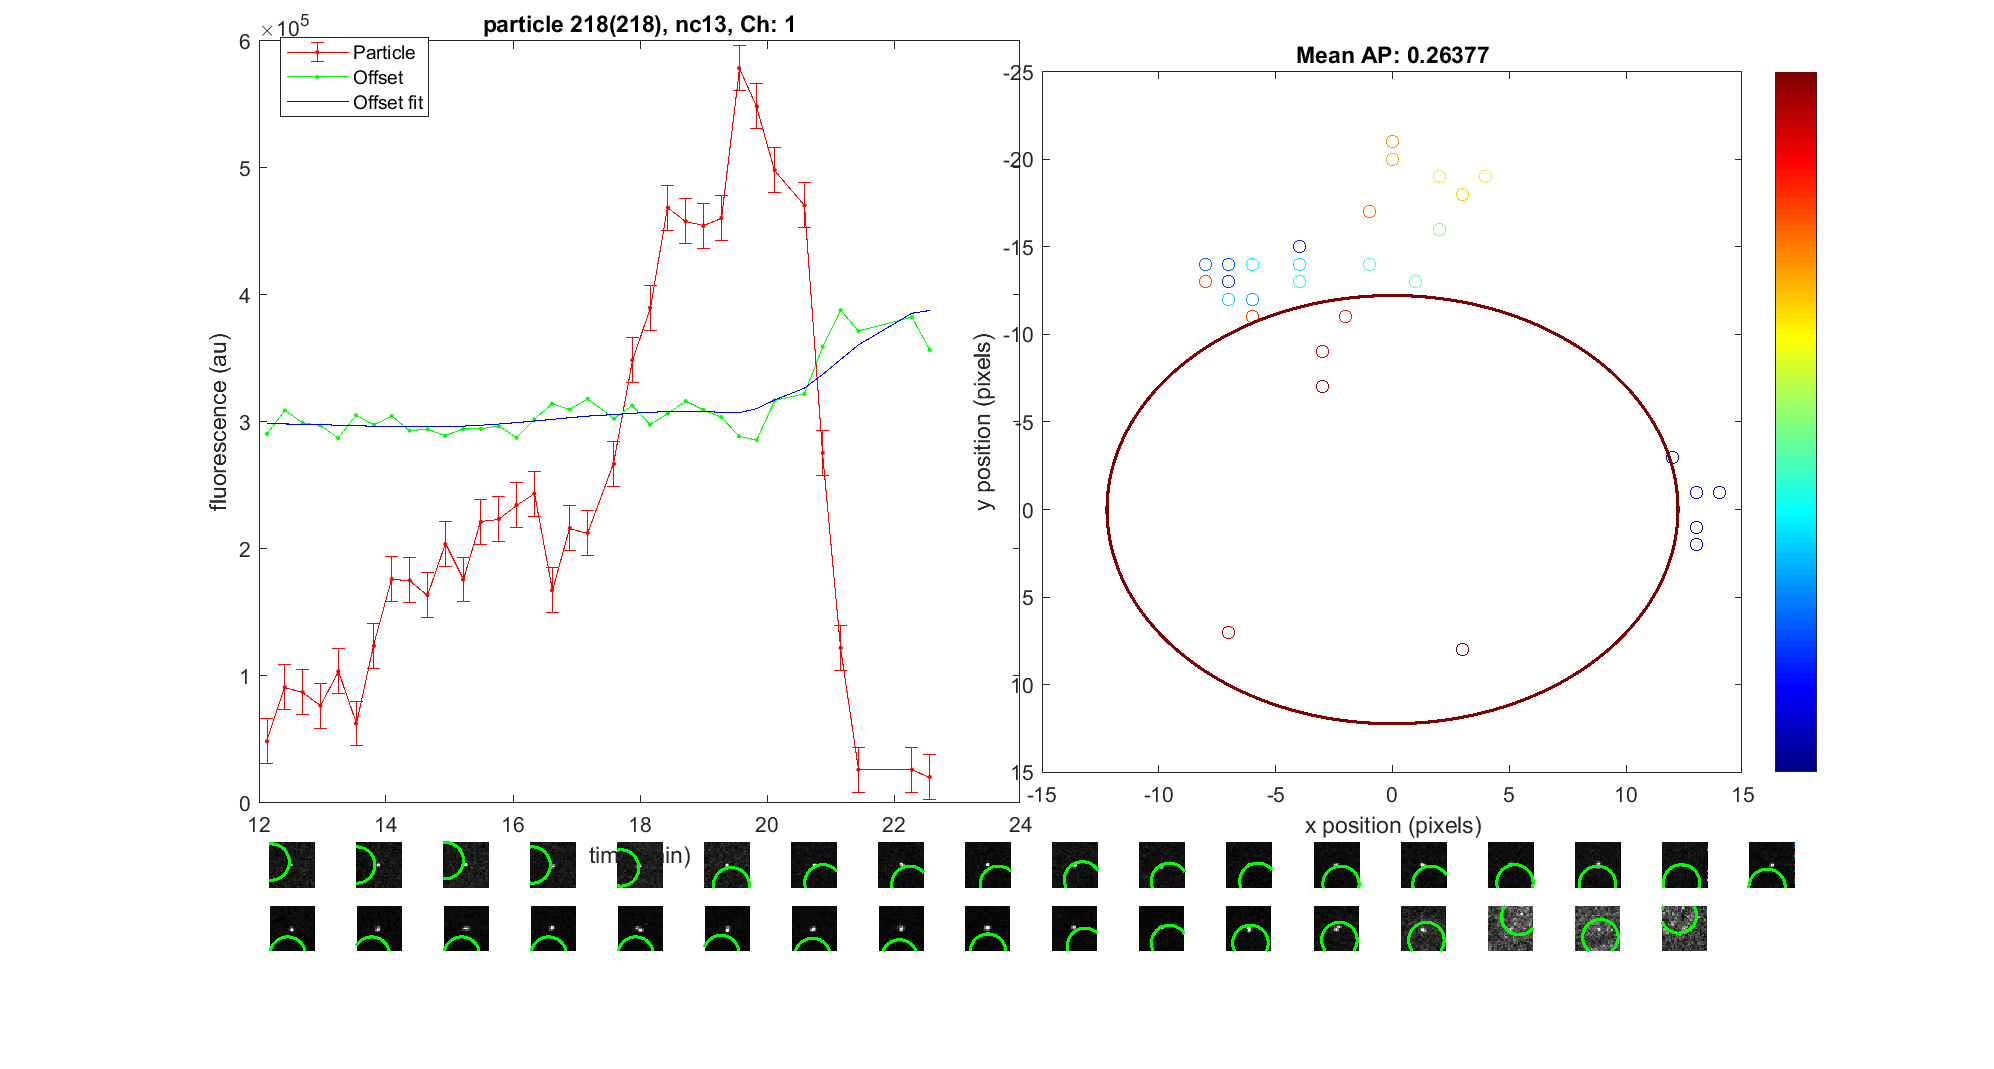 particle 218(218), nc13, Ch: 1
×10⁵
Particle
Offset
Offset fit
6
5
4
3
2
1
0
fluorescence (au)
12 14 16 18 20 22 24
Mean AP: 0.26377
-25
-20
-15
-10
-5
0
5
10
15
y position (pixels)
-15 -10 -5 0 5 10 15
x position (pixels)